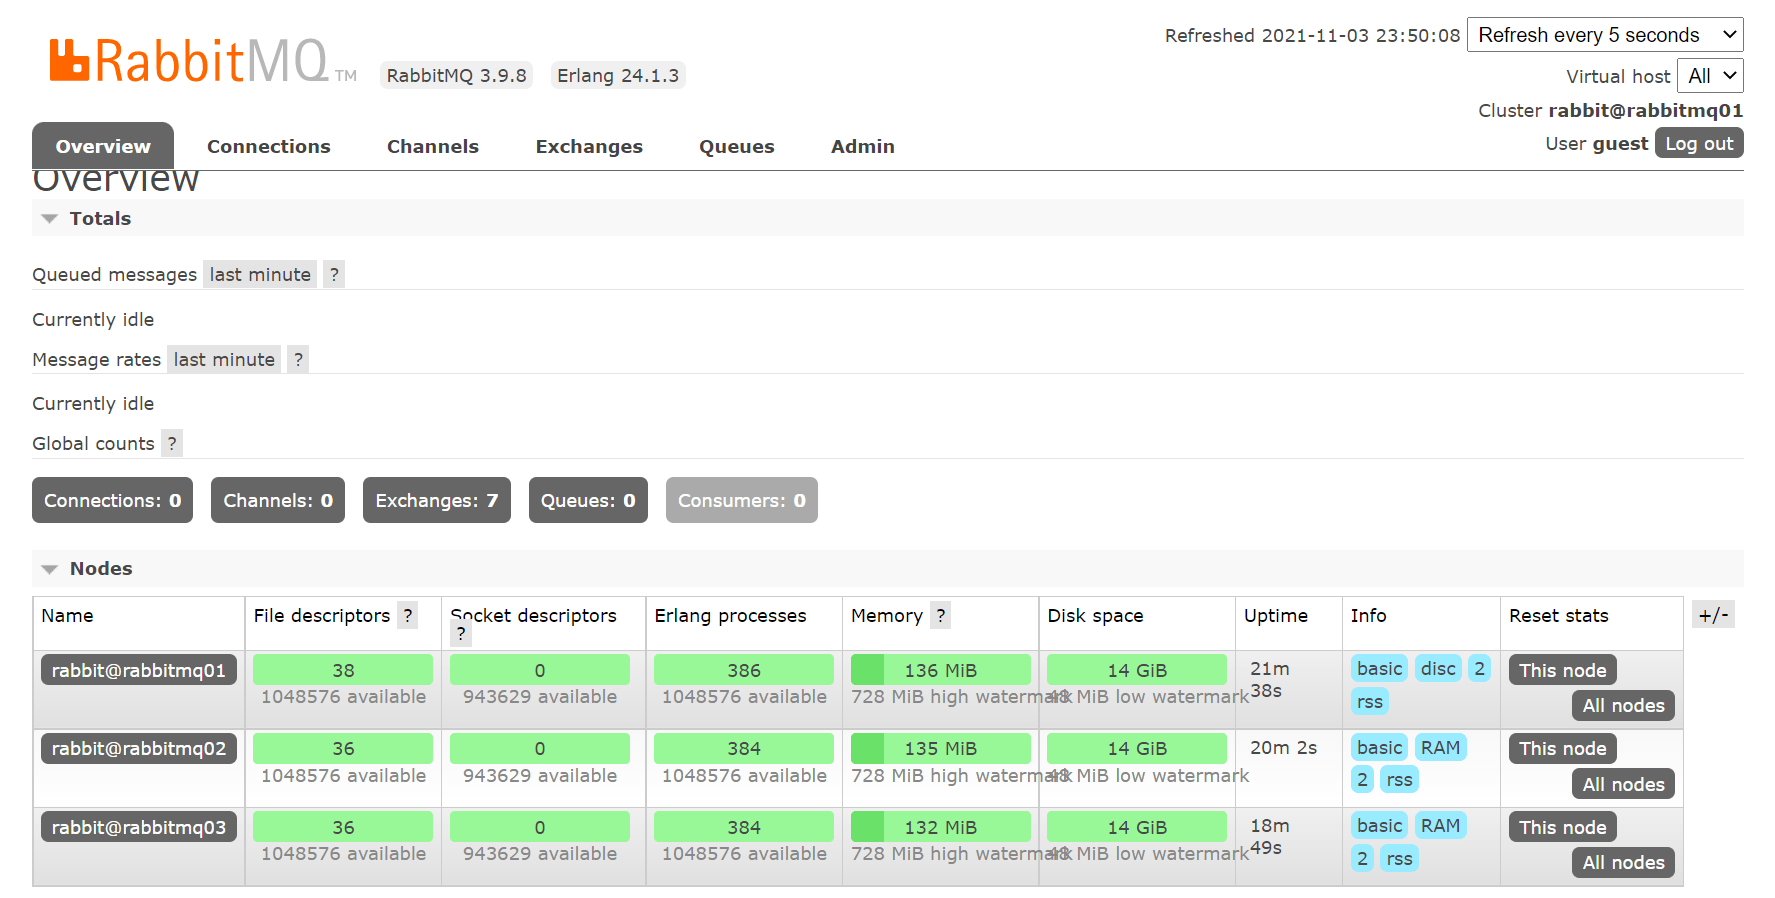 RabbitMQ TM RabbitMQ 3.9.8 Erlang 24.1.3
Refreshed 2021-11-03 23:50:08 Refresh every 5 seconds
Virtual host All
Cluster rabbit@rabbitmq01
User guest Log out
Overview Connections Channels Exchanges Queues Admin
Overview
Totals
Queued messages last minute ?
Currently idle
Message rates last minute ?
Currently idle
Global counts ?
Connections: 0 Channels: 0 Exchanges: 7 Queues: 0 Consumers: 0
Nodes
Name File descriptors ? Socket descriptors ? Erlang processes Memory ? Disk space Uptime Info Reset stats +/-
rabbit@rabbitmq01 38 0 386 136 MiB 14 GiB 21m 38s basic disc 2 rss This node
1048576 available 943629 available 1048576 available 728 MiB high watermark 48 MiB low watermark All nodes
rabbit@rabbitmq02 36 0 384 135 MiB 14 GiB 20m 2s basic RAM 2 rss This node
1048576 available 943629 available 1048576 available 728 MiB high watermark 48 MiB low watermark All nodes
rabbit@rabbitmq03 36 0 384 132 MiB 14 GiB 18m 49s basic RAM 2 rss This node
1048576 available 943629 available 1048576 available 728 MiB high watermark 48 MiB low watermark All nodes